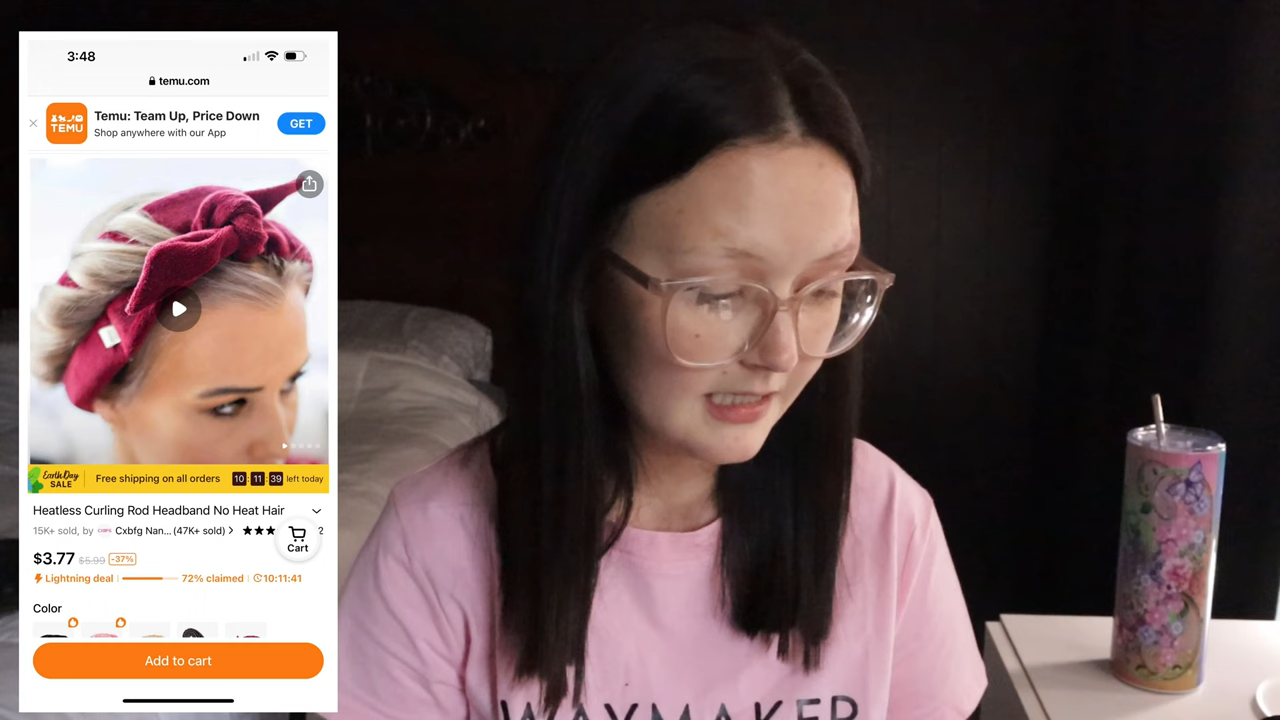 3:48
temu.com
TEMU
Temu: Team Up, Price Down
Shop anywhere with our App
GET
EarthDay
SALE
Free shipping on all orders
10:11:39 left today
Heatless Curling Rod Headband No Heat Hair
15K+ sold, by Cxbfg Nan... (47K+ sold) > 2
Cart
$3.77 $5.99 -37%
Lightning deal 72% claimed 10:11:41
Color
Add to cart
WAYMAKER